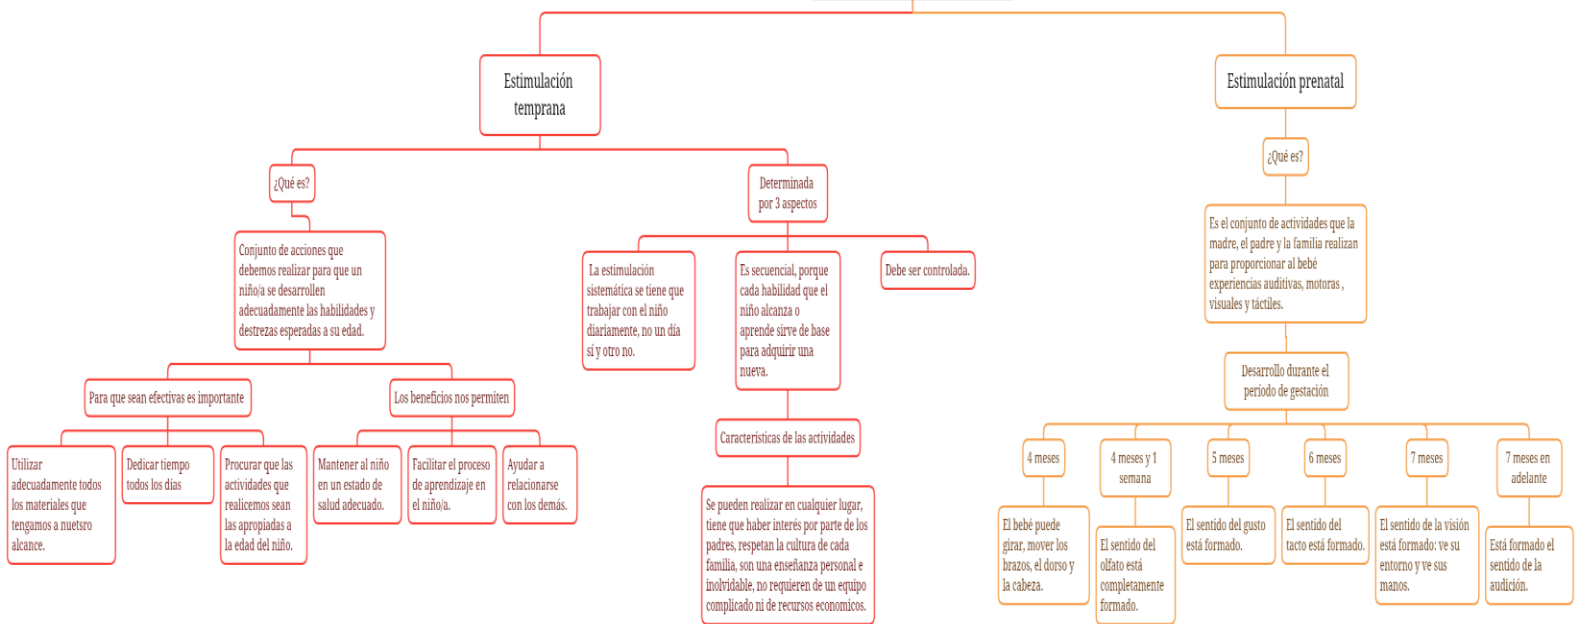 Estimulación
temprana
¿Qué es?
Conjunto de acciones que
debemos realizar para que un
niño/a se desarrollen
adecuadamente las habilidades y
destrezas esperadas a su edad.
Para que sean efectivas es importante
Utilizar
adecuadamente todos
los materiales que
tengamos a nuetsro
alcance.
Dedicar tiempo
todos los días
Procurar que las
actividades que
realicemos sean
las apropiadas a
la edad del niño.
Los beneficios nos permiten
Mantener al niño
en un estado de
salud adecuado.
Facilitar el proceso
de aprendizaje en
el niño/a.
Ayudar a
relacionarse
con los demás.
Determinada
por 3 aspectos
La estimulación
sistemática se tiene que
trabajar con el niño
diariamente, no un día
sí y otro no.
Es secuencial, porque
cada habilidad que el
niño alcanza o
aprende sirve de base
para adquirir una
nueva.
Debe ser controlada.
Características de las actividades
Se pueden realizar en cualquier lugar,
tiene que haber interés por parte de los
padres, respetan la cultura de cada
familia, son una enseñanza personal e
inolvidable, no requieren de un equipo
complicado ni de recursos economicos.
Estimulación prenatal
¿Qué es?
Es el conjunto de actividades que la
madre, el padre y la familia realizan
para proporcionar al bebé
experiencias auditivas, motoras ,
visuales y táctiles.
Desarrollo durante el
período de gestación
4 meses
El bebé puede
girar, mover los
brazos, el dorso y
la cabeza.
4 meses y 1
semana
El sentido del
olfato está
completamente
formado.
5 meses
El sentido del gusto
está formado.
6 meses
El sentido del
tacto está formado.
7 meses
El sentido de la visión
está formado: ve su
entorno y ve sus
manos.
7 meses en
adelante
Está formado el
sentido de la
audición.